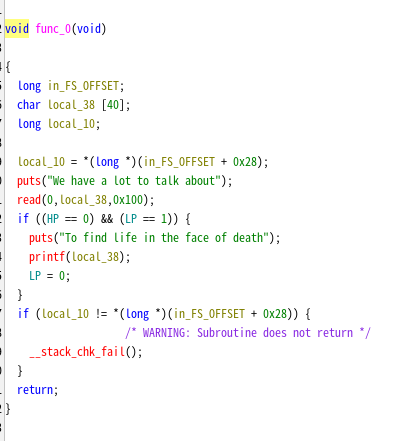 void func_0(void)
{
long in_FS_OFFSET;
char local_38 [40];
long local_10;
local_10 = *(long *)(in_FS_OFFSET + 0x28);
puts("We have a lot to talk about");
read(0,local_38,0x100);
if ((HP == 0) && (LP == 1)) {
puts("To find life in the face of death");
printf(local_38);
LP = 0;
}
if (local_10 != *(long *)(in_FS_OFFSET + 0x28)) {
/* WARNING: Subroutine does not return */
__stack_chk_fail();
}
return;
}